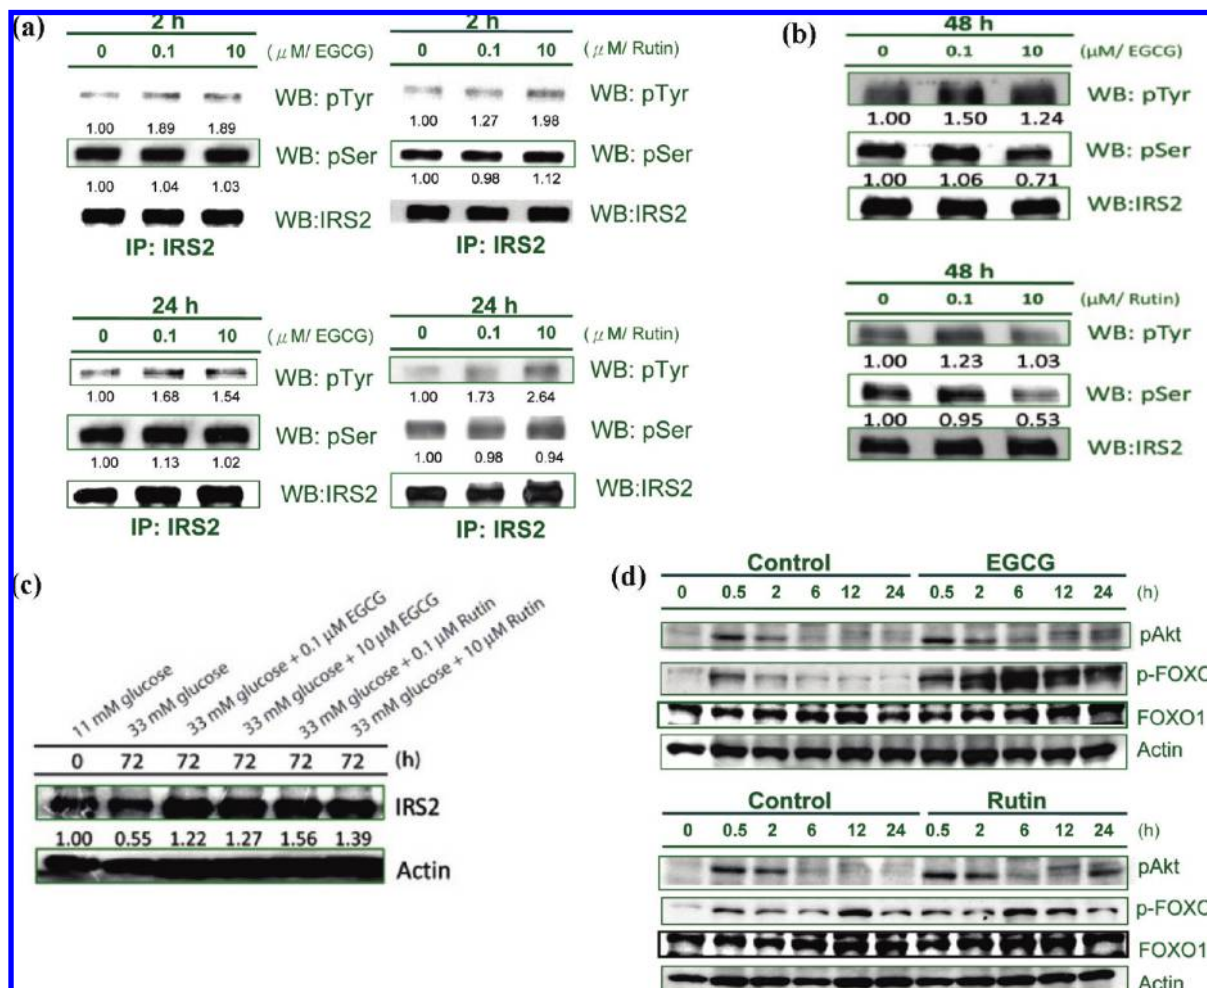 (a)
2 h
0 0.1 10 (μM/ EGCG)
WB: pTyr
1.00 1.89 1.89
WB: pSer
1.00 1.04 1.03
WB:IRS2
IP: IRS2
2 h
0 0.1 10 (μM/ Rutin)
WB: pTyr
1.00 1.27 1.98
WB: pSer
1.00 0.98 1.12
WB:IRS2
IP: IRS2
24 h
0 0.1 10 (μM/ EGCG)
WB: pTyr
1.00 1.68 1.54
WB: pSer
1.00 1.13 1.02
WB:IRS2
IP: IRS2
24 h
0 0.1 10 (μM/ Rutin)
WB: pTyr
1.00 1.73 2.64
WB: pSer
1.00 0.98 0.94
WB:IRS2
IP: IRS2
(b)
48 h
0 0.1 10 (μM/ EGCG)
WB: pTyr
1.00 1.50 1.24
WB: pSer
1.00 1.06 0.71
WB:IRS2
48 h
0 0.1 10 (μM/ Rutin)
WB: pTyr
1.00 1.23 1.03
WB: pSer
1.00 0.95 0.53
WB:IRS2
(c)
11 mM glucose
33 mM glucose
33 mM glucose + 0.1 μM EGCG
33 mM glucose + 10 μM EGCG
33 mM glucose + 0.1 μM Rutin
33 mM glucose + 10 μM Rutin
0 72 72 72 72 72 (h)
IRS2
1.00 0.55 1.22 1.27 1.56 1.39
Actin
(d)
Control EGCG
0 0.5 2 6 12 24 0.5 2 6 12 24 (h)
pAkt
p-FOXO
FOXO1
Actin
Control Rutin
0 0.5 2 6 12 24 0.5 2 6 12 24 (h)
pAkt
p-FOXO
FOXO1
Actin